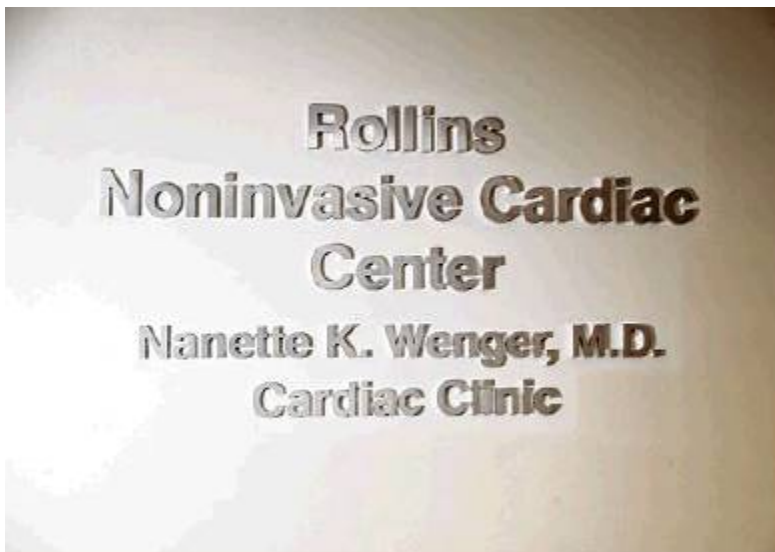 Rollins
Noninvasive Cardiac
Center
Nanette K. Wenger, M.D.
Cardiac Clinic